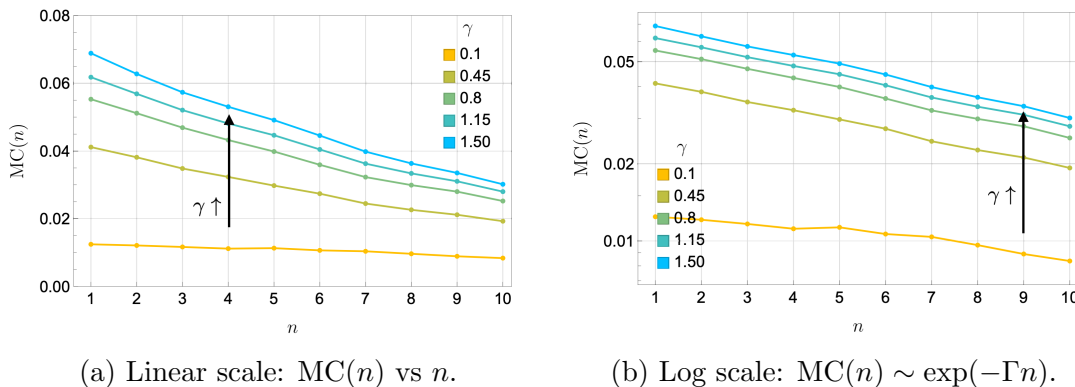 0.08
0.06
0.04
0.02
0.00
MC(n)
1 2 3 4 5 6 7 8 9 10
n
γ
0.1
0.45
0.8
1.15
1.50
γ ↑
(a) Linear scale: MC(n) vs n.
0.05
0.02
0.01
MC(n)
1 2 3 4 5 6 7 8 9 10
n
γ
0.1
0.45
0.8
1.15
1.50
γ ↑
(b) Log scale: MC(n) ∼ exp(−Γn).